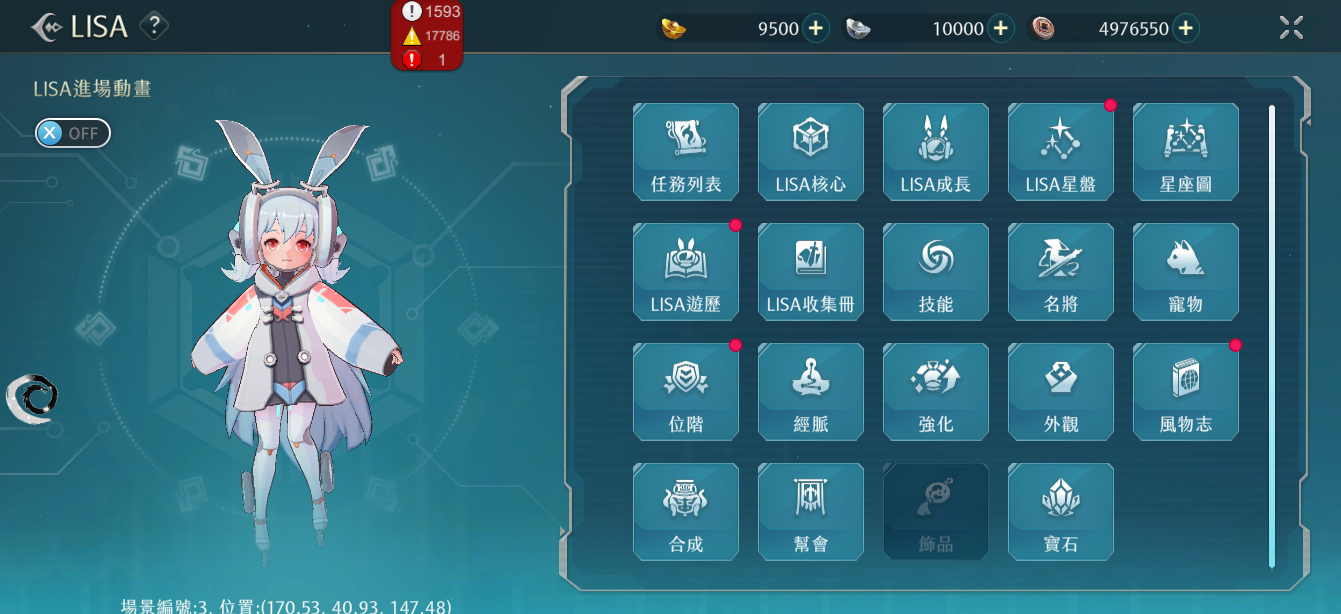 LISA ?
! 1593
! 17786
! 1
9500 +
10000 +
4976550 +
LISA進場動畫
X OFF
任務列表
LISA核心
LISA成長
LISA星盤
星座圖
LISA遊歷
LISA收集冊
技能
名將
寵物
位階
經脈
強化
外觀
風物志
合成
幫會
飾品
寶石
場景編號:3, 位置:(170.53, 40.93, 147.48)